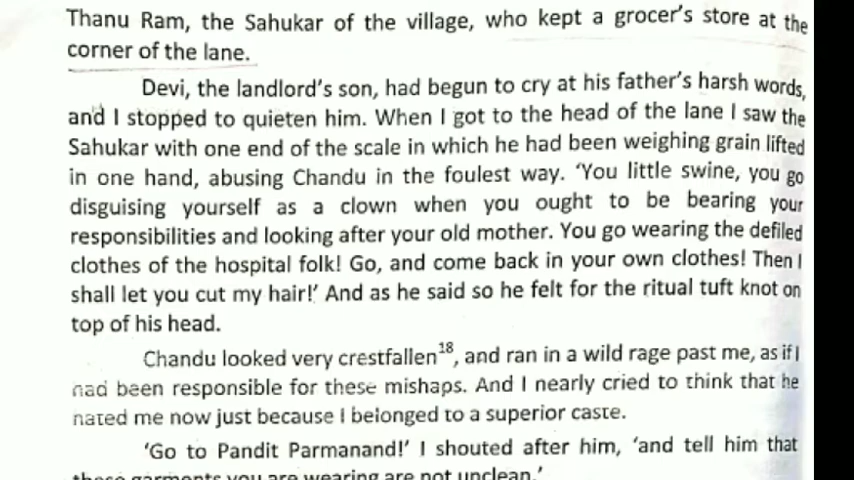 Thanu Ram, the Sahukar of the village, who kept a grocer's store at the
corner of the lane.
Devi, the landlord's son, had begun to cry at his father's harsh words,
and I stopped to quieten him. When I got to the head of the lane I saw the
Sahukar with one end of the scale in which he had been weighing grain lifted
in one hand, abusing Chandu in the foulest way. 'You little swine, you go
disguising yourself as a clown when you ought to be bearing your
responsibilities and looking after your old mother. You go wearing the defiled
clothes of the hospital folk! Go, and come back in your own clothes! Then I
shall let you cut my hair!' And as he said so he felt for the ritual tuft knot on
top of his head.
Chandu looked very crestfallen18, and ran in a wild rage past me, as if I
had been responsible for these mishaps. And I nearly cried to think that he
hated me now just because I belonged to a superior caste.
'Go to Pandit Parmanand!' I shouted after him, 'and tell him that
these garments you are wearing are not unclean.'